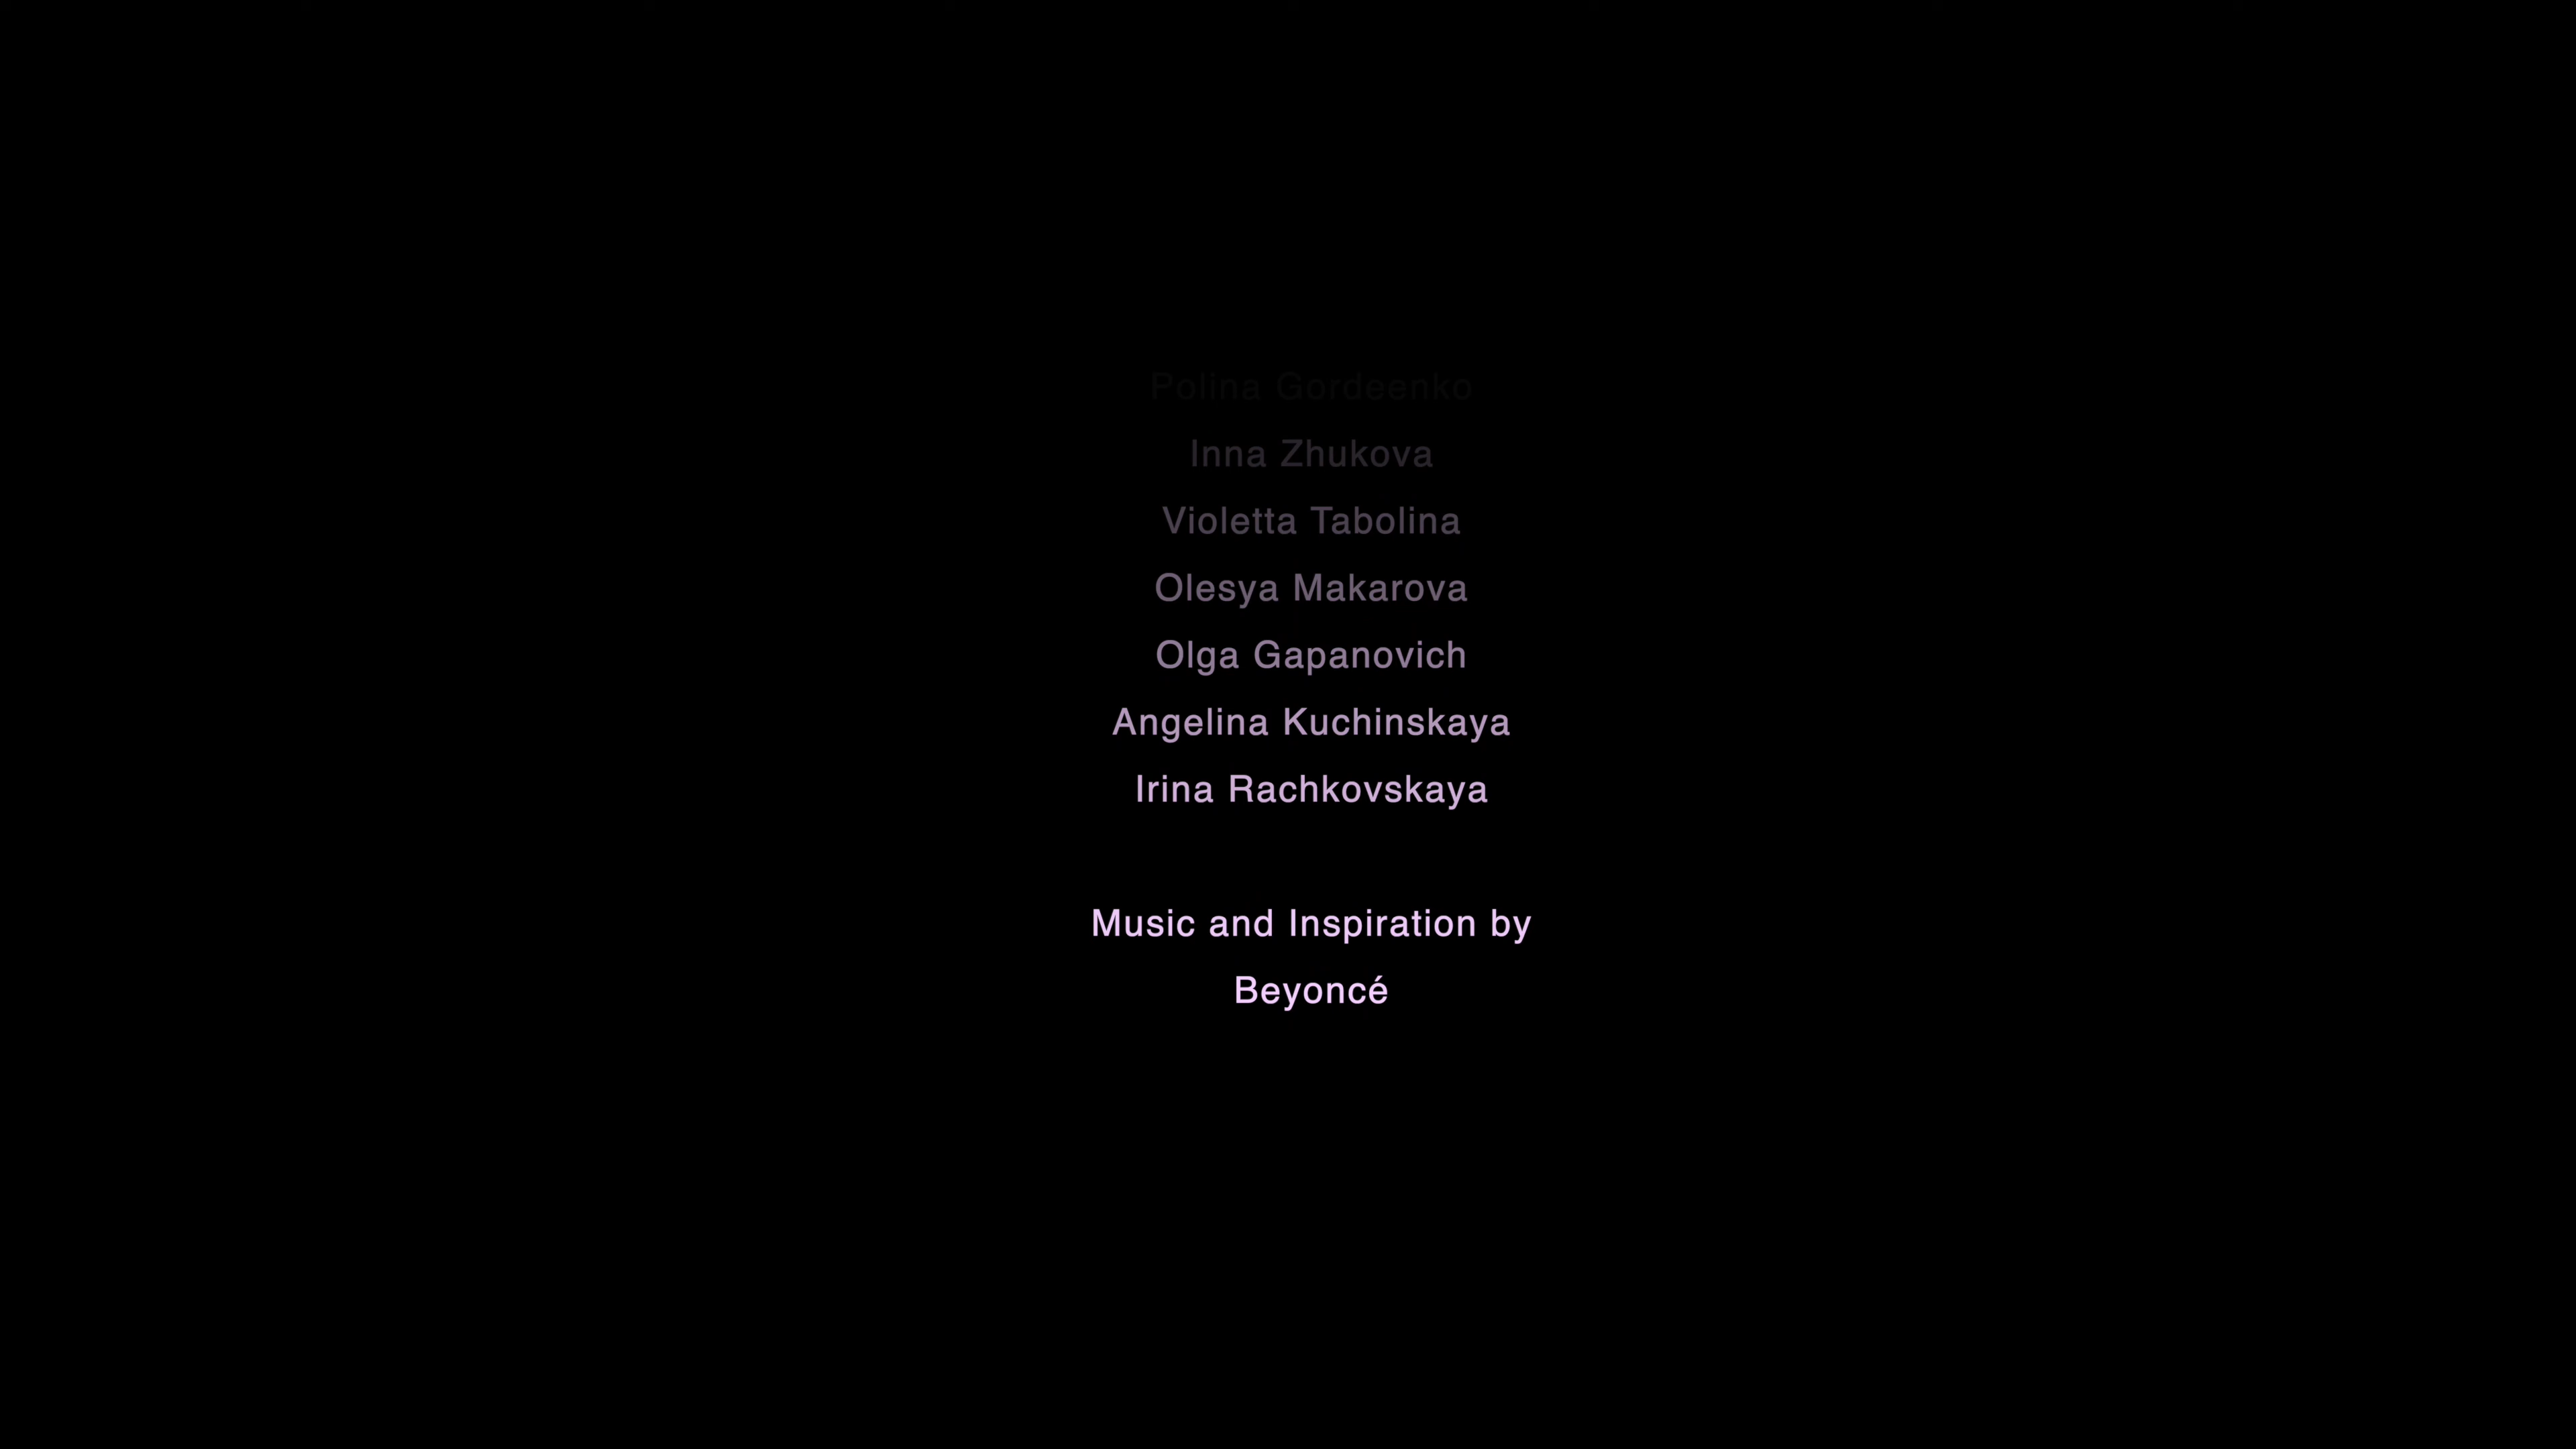 Polina Gordeenko
Inna Zhukova
Violetta Tabolina
Olesya Makarova
Olga Gapanovich
Angelina Kuchinskaya
Irina Rachkovskaya
Music and Inspiration by
Beyoncé